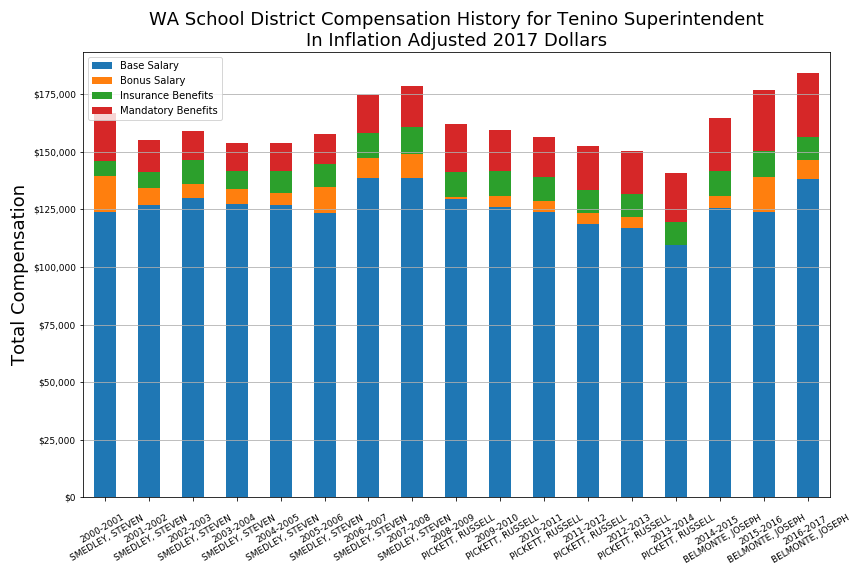 WA School District Compensation History for Tenino Superintendent
In Inflation Adjusted 2017 Dollars
Base Salary
Bonus Salary
Insurance Benefits
Mandatory Benefits
Total Compensation
$175,000
$150,000
$125,000
$100,000
$75,000
$50,000
$25,000
$0
2000-2001
SMEDLEY, STEVEN
2001-2002
SMEDLEY, STEVEN
2002-2003
SMEDLEY, STEVEN
2003-2004
SMEDLEY, STEVEN
2004-2005
SMEDLEY, STEVEN
2005-2006
SMEDLEY, STEVEN
2006-2007
SMEDLEY, STEVEN
2007-2008
SMEDLEY, STEVEN
2008-2009
PICKETT, RUSSELL
2009-2010
PICKETT, RUSSELL
2010-2011
PICKETT, RUSSELL
2011-2012
PICKETT, RUSSELL
2012-2013
PICKETT, RUSSELL
2013-2014
PICKETT, RUSSELL
2014-2015
BELMONTE, JOSEPH
2015-2016
BELMONTE, JOSEPH
2016-2017
BELMONTE, JOSEPH